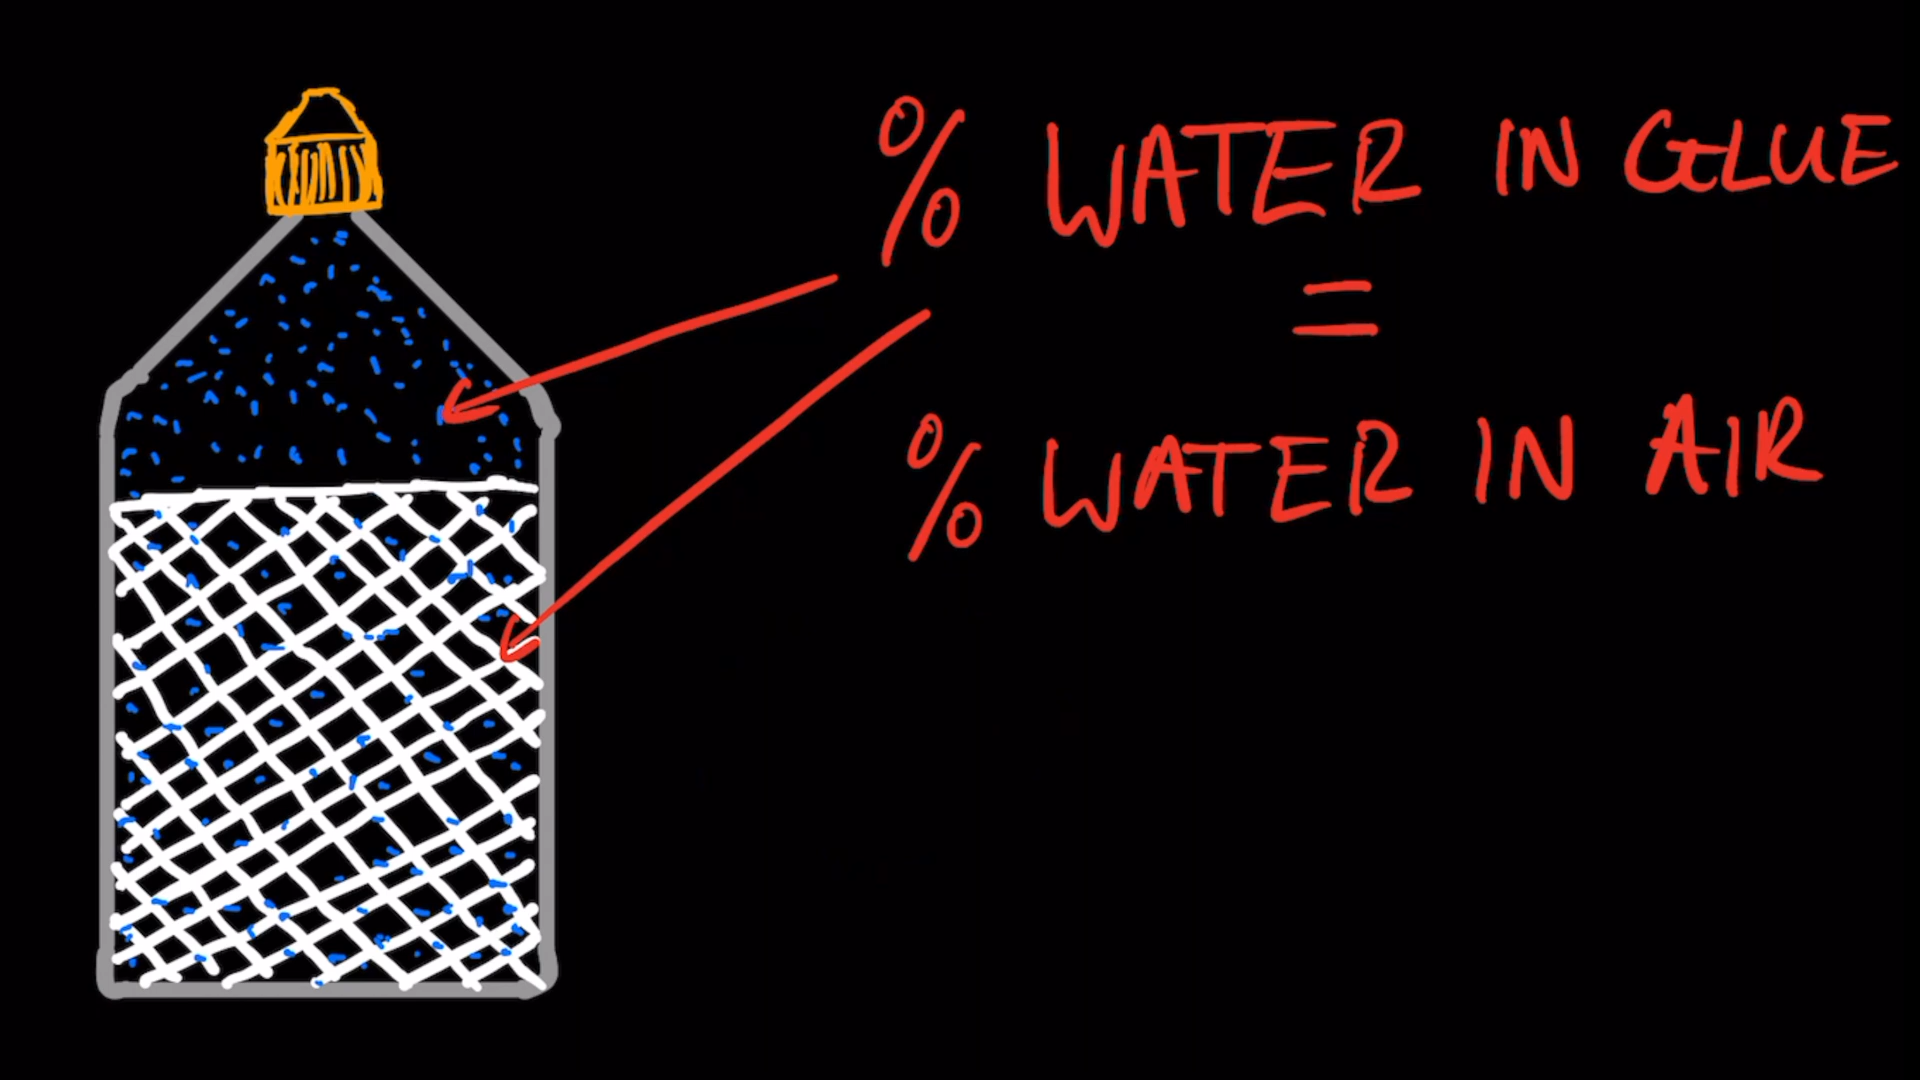 % WATER IN GLUE
=
% WATER IN AIR